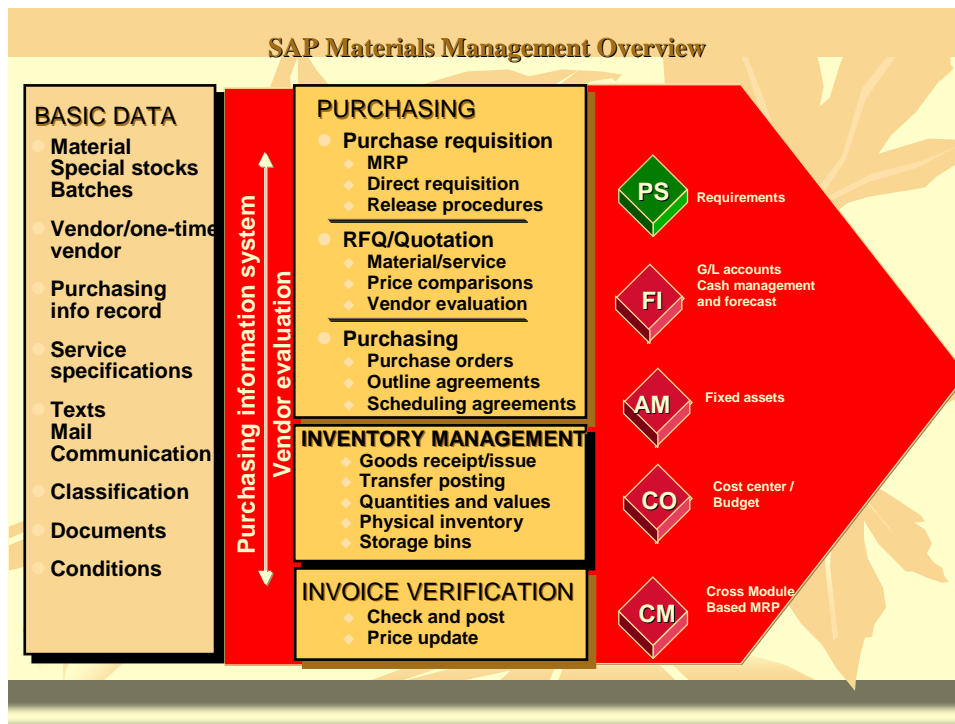 SAP Materials Management Overview
BASIC DATA
Material
Special stocks
Batches
Vendor/one-time
vendor
Purchasing
info record
Service
specifications
Texts
Mail
Communication
Classification
Documents
Conditions
Purchasing information system
Vendor evaluation
PURCHASING
Purchase requisition
MRP
Direct requisition
Release procedures
RFQ/Quotation
Material/service
Price comparisons
Vendor evaluation
Purchasing
Purchase orders
Outline agreements
Scheduling agreements
INVENTORY MANAGEMENT
Goods receipt/issue
Transfer posting
Quantities and values
Physical inventory
Storage bins
INVOICE VERIFICATION
Check and post
Price update
PS
Requirements
FI
G/L accounts
Cash management
and forecast
AM
Fixed assets
CO
Cost center /
Budget
CM
Cross Module
Based MRP